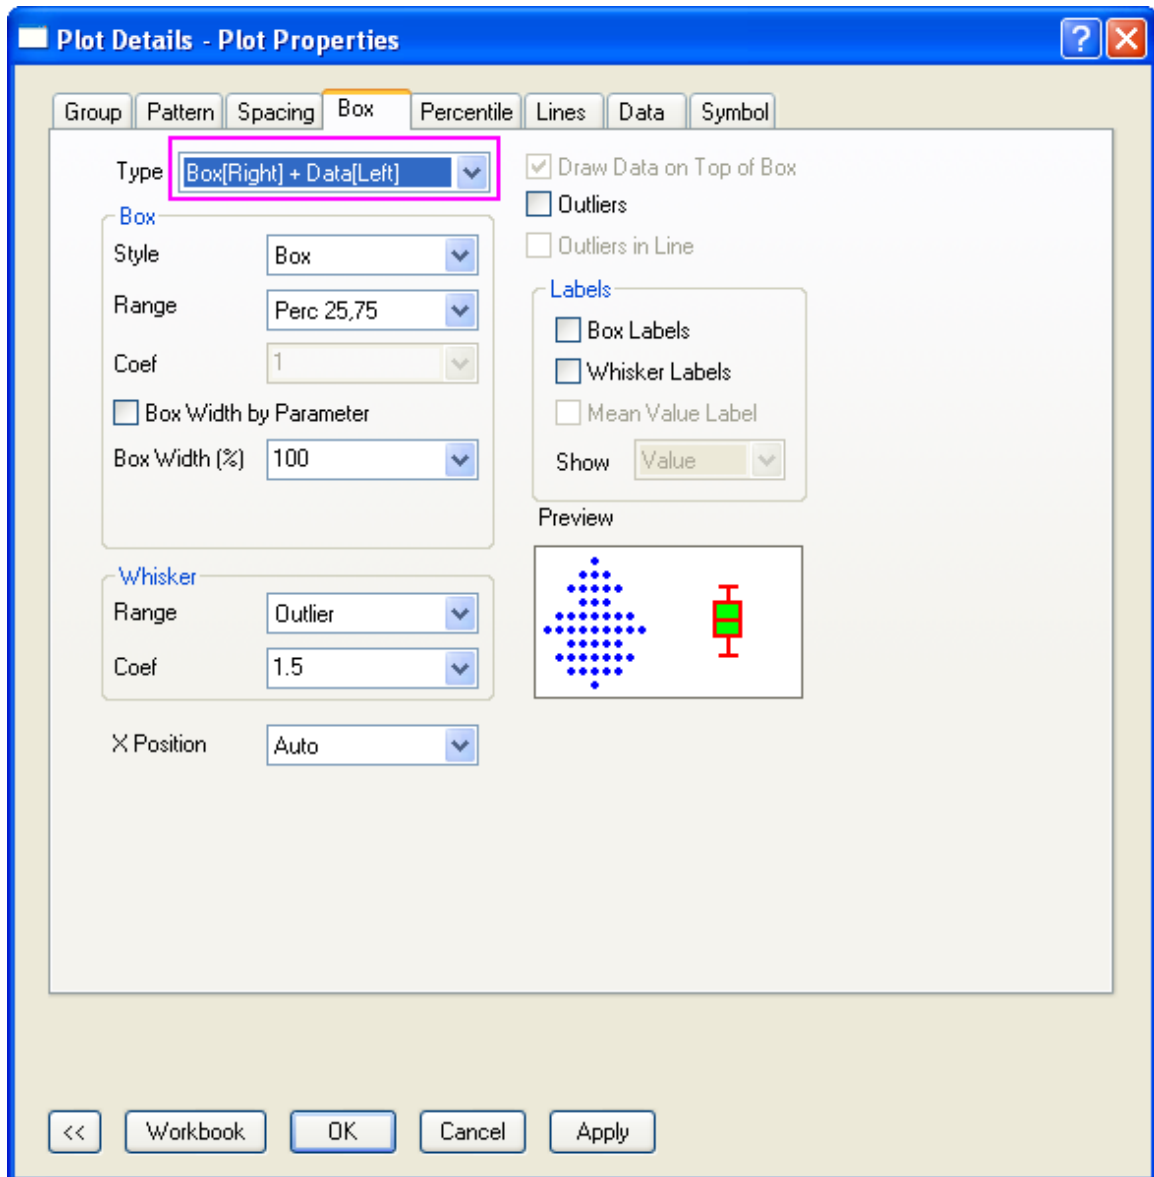 Plot Details - Plot Properties
Group Pattern Spacing Box Percentile Lines Data Symbol
Type Box[Right] + Data[Left]
Draw Data on Top of Box
Outliers
Outliers in Line
Box
Style Box
Range Perc 25,75
Coef 1
Box Width by Parameter
Box Width (%) 100
Labels
Box Labels
Whisker Labels
Mean Value Label
Show Value
Preview
Whisker
Range Outlier
Coef 1.5
X Position Auto
<< Workbook OK Cancel Apply